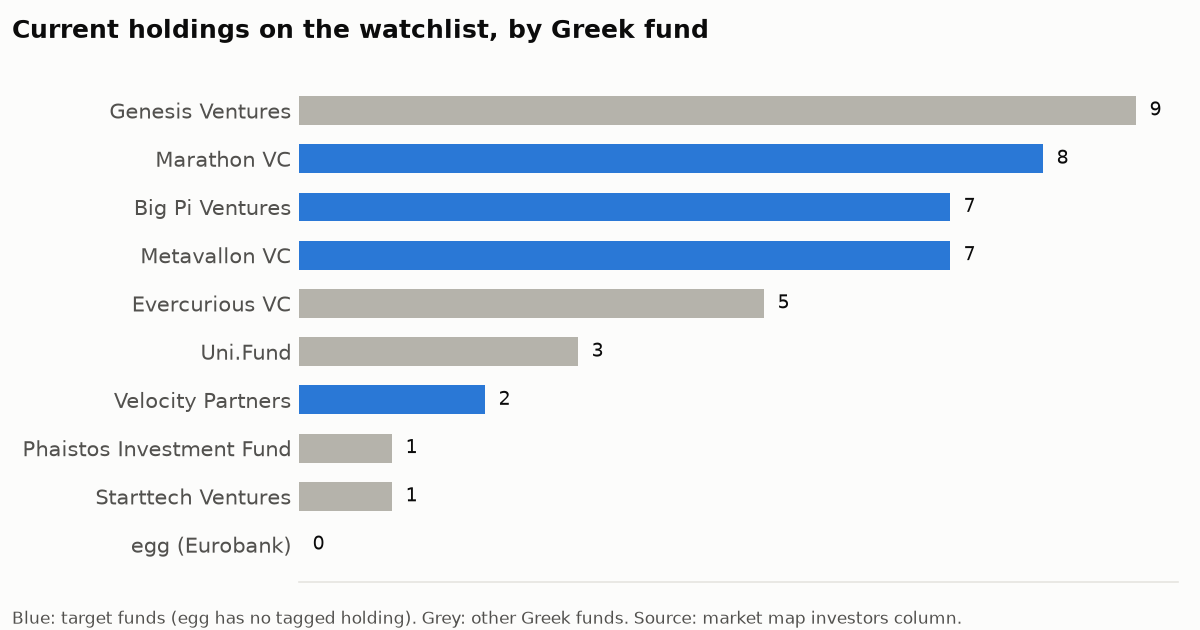 Current holdings on the watchlist, by Greek fund
Genesis Ventures 9
Marathon VC 8
Big Pi Ventures 7
Metavallon VC 7
Evercurious VC 5
Uni.Fund 3
Velocity Partners 2
Phaistos Investment Fund 1
Starttech Ventures 1
egg (Eurobank) 0
Blue: target funds (egg has no tagged holding). Grey: other Greek funds. Source: market map investors column.